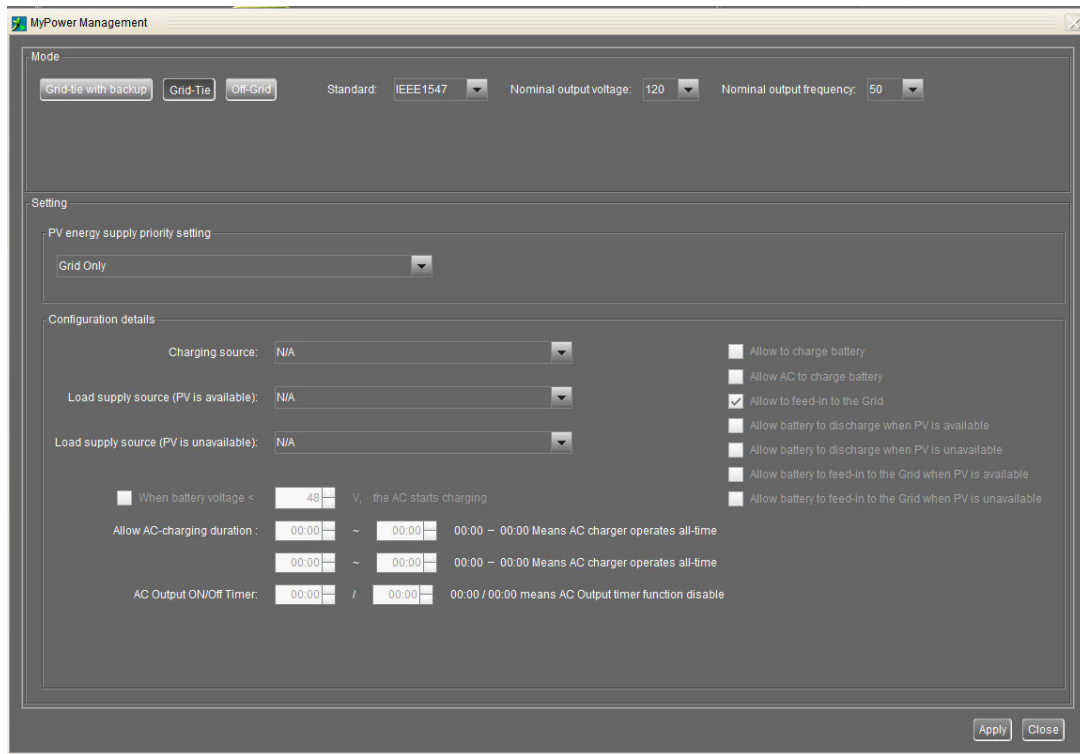 MyPower Management
Mode
Grid-tie with backup Grid-Tie Off-Grid Standard: IEEE1547 Nominal output voltage: 120 Nominal output frequency: 50
Setting
PV energy supply priority setting
Grid Only
Configuration details
Charging source: N/A
Load supply source (PV is available): N/A
Load supply source (PV is unavailable): N/A
When battery voltage < 48 V, the AC starts charging
Allow AC-charging duration : 00:00 ~ 00:00 00:00 – 00:00 Means AC charger operates all-time
00:00 ~ 00:00 00:00 – 00:00 Means AC charger operates all-time
AC Output ON/Off Timer: 00:00 / 00:00 00:00 / 00:00 means AC Output timer function disable
Allow to charge battery
Allow AC to charge battery
Allow to feed-in to the Grid
Allow battery to discharge when PV is available
Allow battery to discharge when PV is unavailable
Allow battery to feed-in to the Grid when PV is available
Allow battery to feed-in to the Grid when PV is unavailable
Apply Close